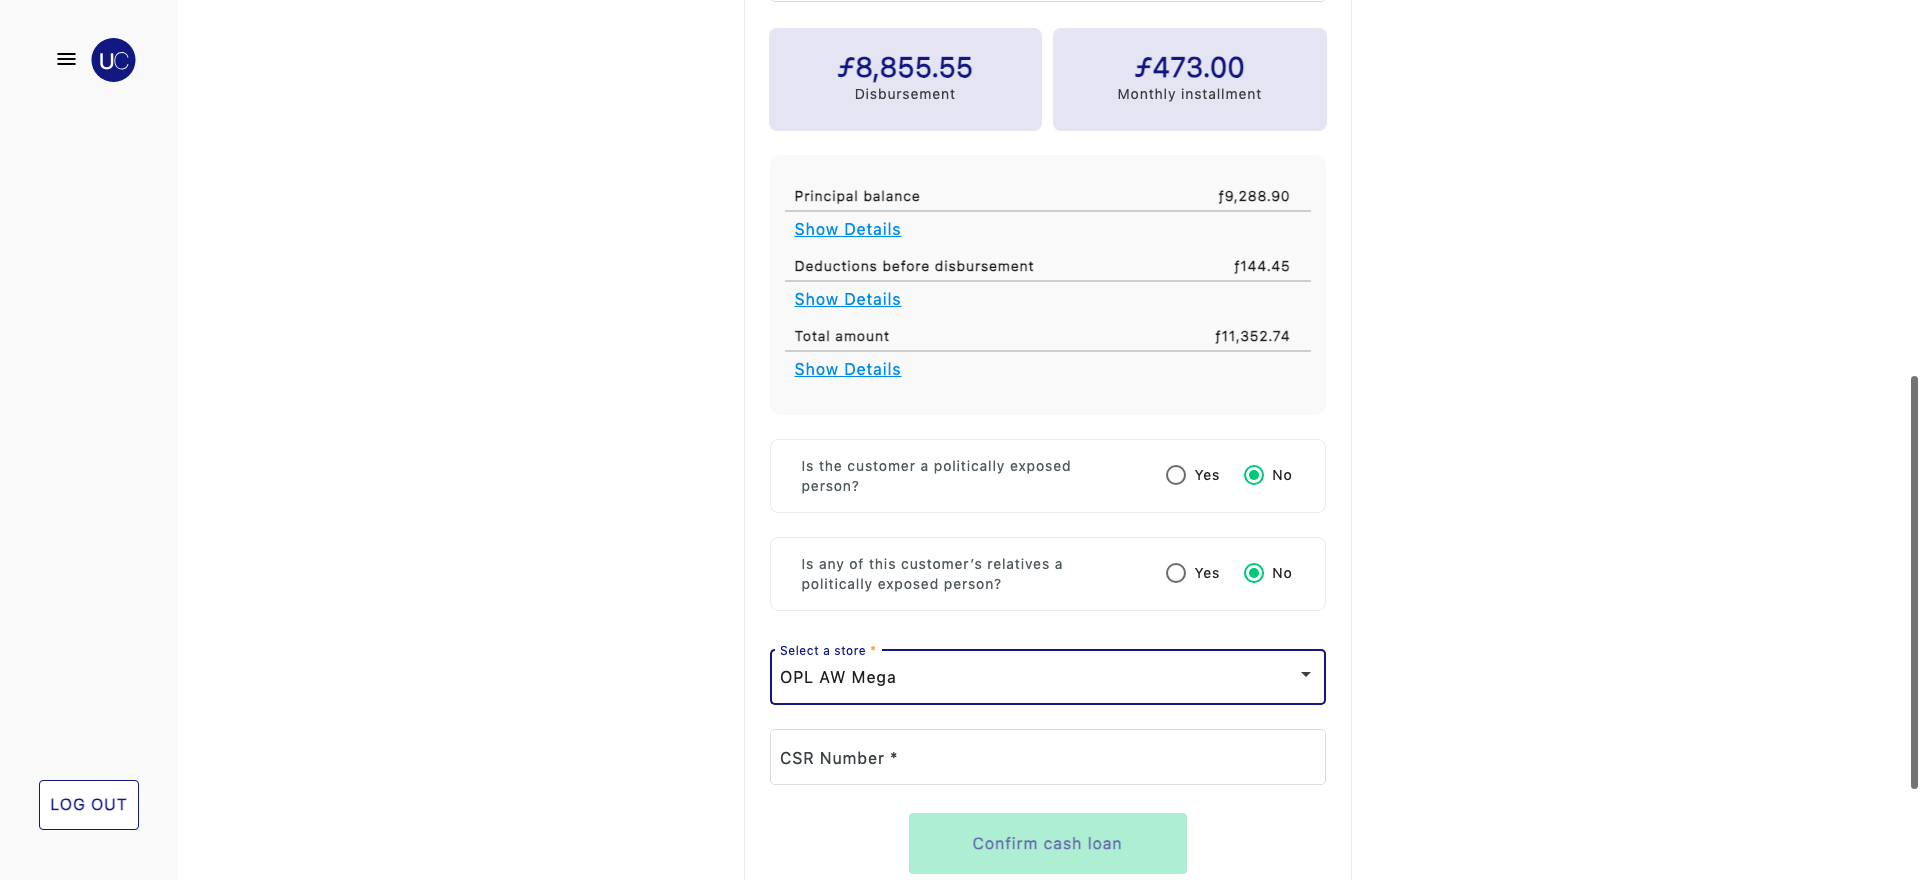 UC
ƒ8,855.55
Disbursement
ƒ473.00
Monthly installment
Principal balance ƒ9,288.90
Show Details
Deductions before disbursement ƒ144.45
Show Details
Total amount ƒ11,352.74
Show Details
Is the customer a politically exposed
person?
Yes No
Is any of this customer’s relatives a
politically exposed person?
Yes No
Select a store *
OPL AW Mega
CSR Number *
LOG OUT
Confirm cash loan